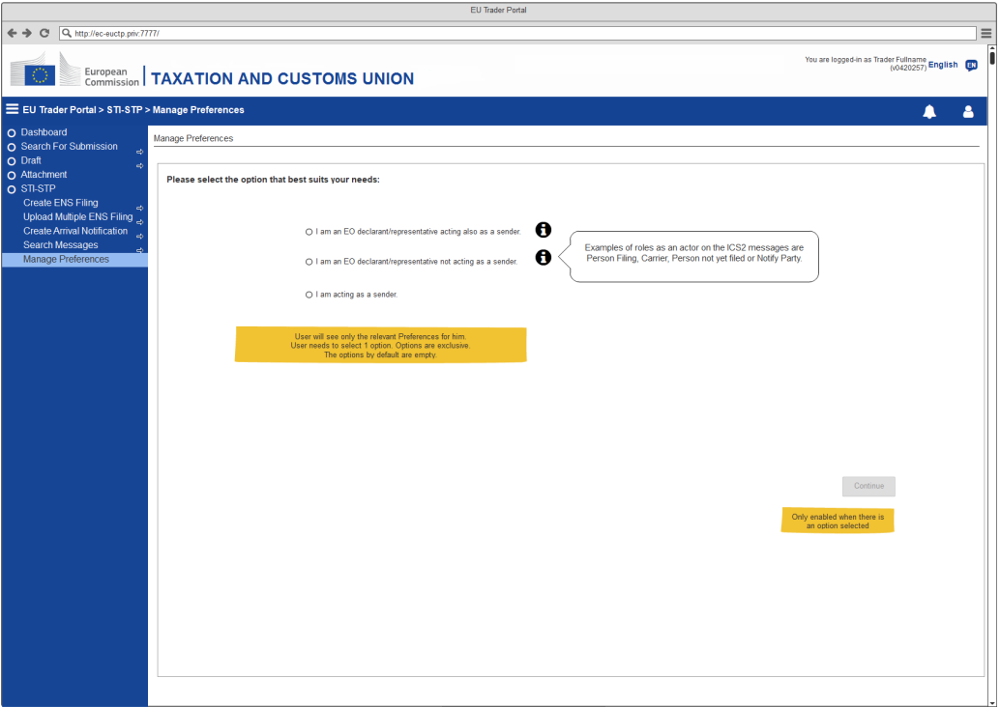 EU Trader Portal
http://ec-euctp.priv:7777/
European
Commission
TAXATION AND CUSTOMS UNION
You are logged-in as Trader Fullname
(v0420257)
English
EN
EU Trader Portal > STI-STP > Manage Preferences
Dashboard
Search For Submission
Draft
Attachment
STI-STP
Create ENS Filing
Upload Multiple ENS Filing
Create Arrival Notification
Search Messages
Manage Preferences
Manage Preferences
Please select the option that best suits your needs:
I am an EO declarant/representative acting also as a sender.
I am an EO declarant/representative not acting as a sender.
Examples of roles as an actor on the ICS2 messages are
Person Filing, Carrier, Person not yet filed or Notify Party.
I am acting as a sender.
User will see only the relevant Preferences for him.
User needs to select 1 option. Options are exclusive.
The options by default are empty.
Continue
Only enabled when there is
an option selected